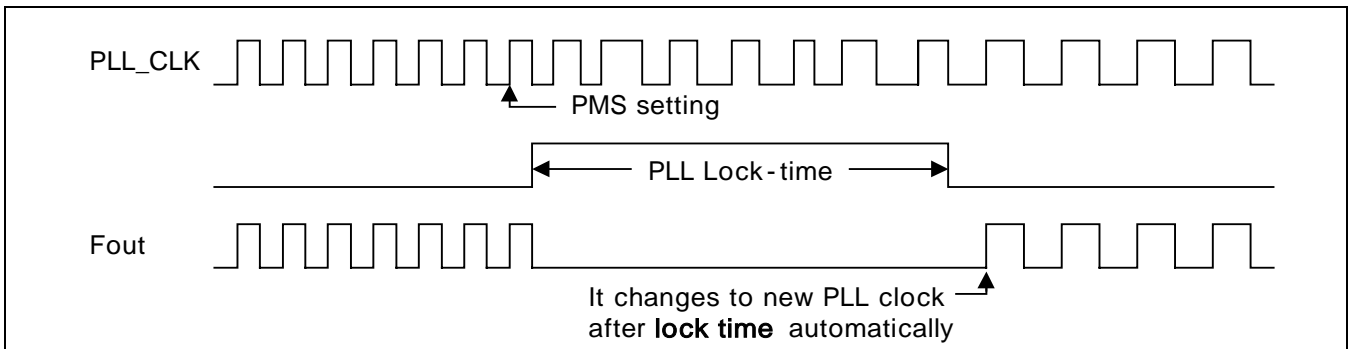 PLL_CLK
PMS setting
PLL Lock-time
Fout
It changes to new PLL clock
after lock time automatically